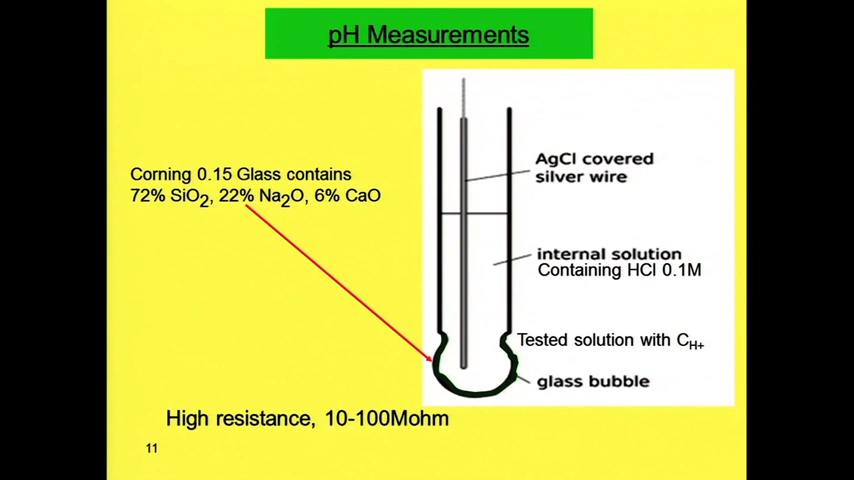 pH Measurements
Corning 0.15 Glass contains
72% SiO2, 22% Na2O, 6% CaO
AgCl covered
silver wire
internal solution
Containing HCl 0.1M
Tested solution with CH+
glass bubble
High resistance, 10-100Mohm
11